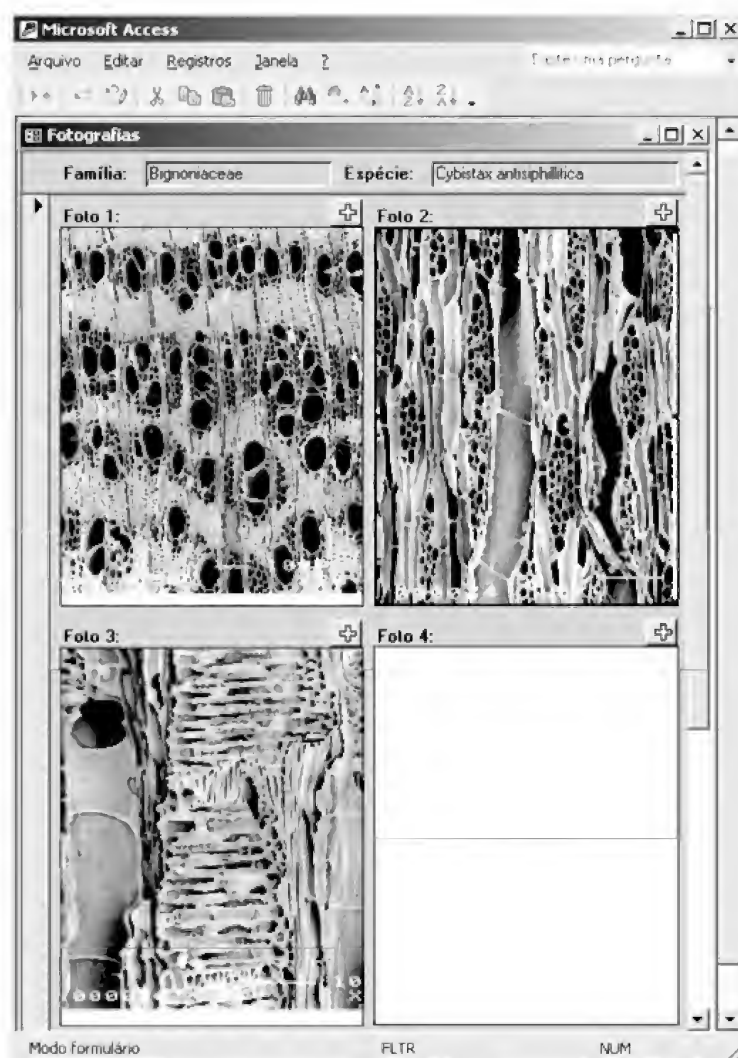 Microsoft Access
Arquivo Editar Registros Janela ?
Fotografias
Família: Bignoniaceae Espécie: Cybistax antisiphillitica
Foto 1: Foto 2:
Foto 3: Foto 4:
Modo formulário FLTR NUM